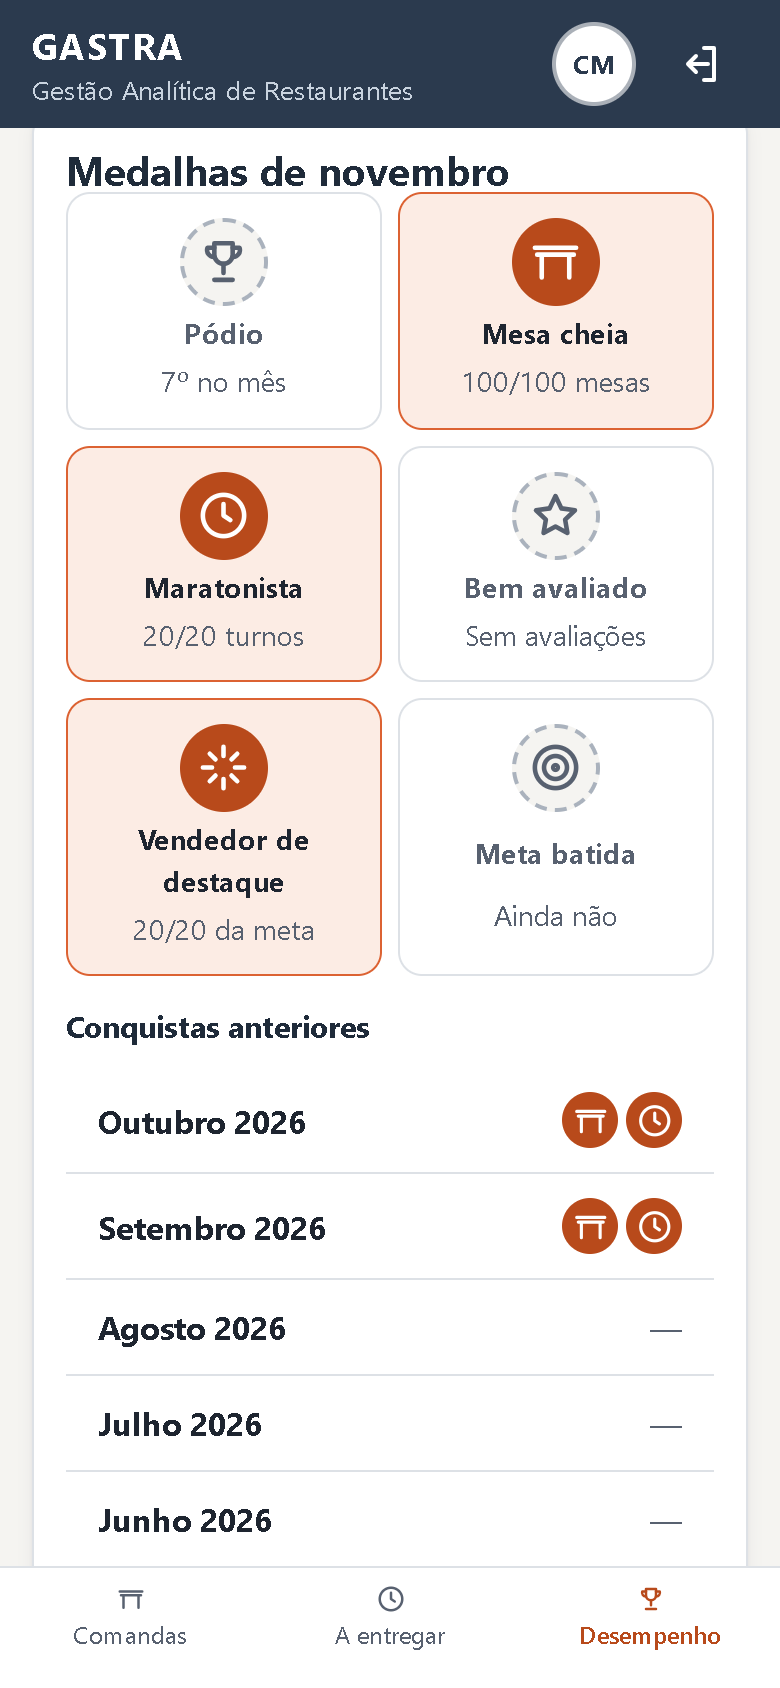 GASTRA
Gestão Analítica de Restaurantes
CM
Medalhas de novembro
Pódio
7º no mês
Mesa cheia
100/100 mesas
Maratonista
20/20 turnos
Bem avaliado
Sem avaliações
Vendedor de
destaque
20/20 da meta
Meta batida
Ainda não
Conquistas anteriores
Outubro 2026
Setembro 2026
Agosto 2026 —
Julho 2026 —
Junho 2026 —
Comandas
A entregar
Desempenho